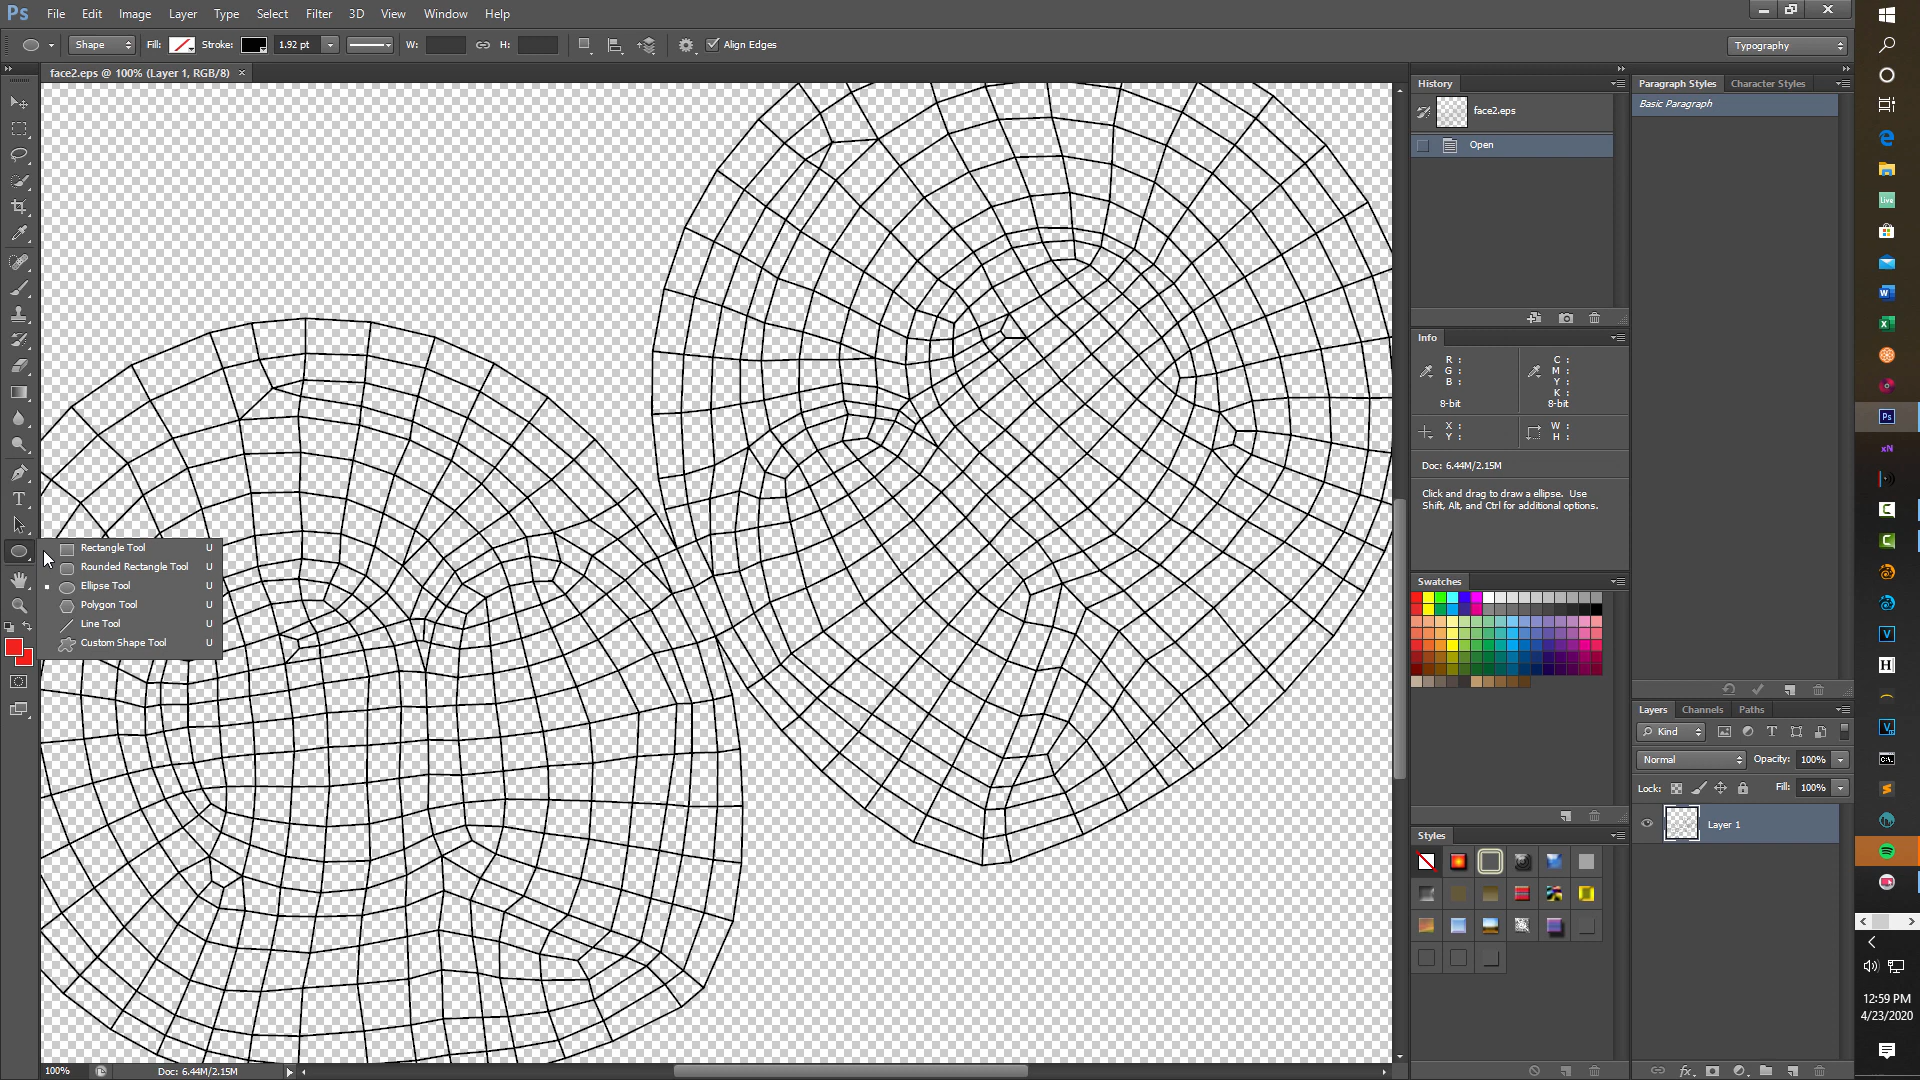 Ps File Edit Image Layer Type Select Filter 3D View Window Help
Shape Fill: Stroke: 1.92 pt W: H: Align Edges Typography
face2.eps @ 100% (Layer 1, RGB/8) ×
History
face2.eps
Open
Paragraph Styles Character Styles
Basic Paragraph
Info
R :
G :
B :
8-bit
C :
M :
Y :
K :
8-bit
X :
Y :
W :
H :
Doc: 6.44M/2.15M
Click and drag to draw a ellipse. Use
Shift, Alt, and Ctrl for additional options.
Rectangle Tool U
Rounded Rectangle Tool U
Ellipse Tool U
Polygon Tool U
Line Tool U
Custom Shape Tool U
Swatches
Styles
Layers Channels Paths
Kind
Normal Opacity: 100%
Lock: Fill: 100%
Layer 1
100% Doc: 6.44M/2.15M
Live
Ps
xN
12:59 PM
4/23/2020